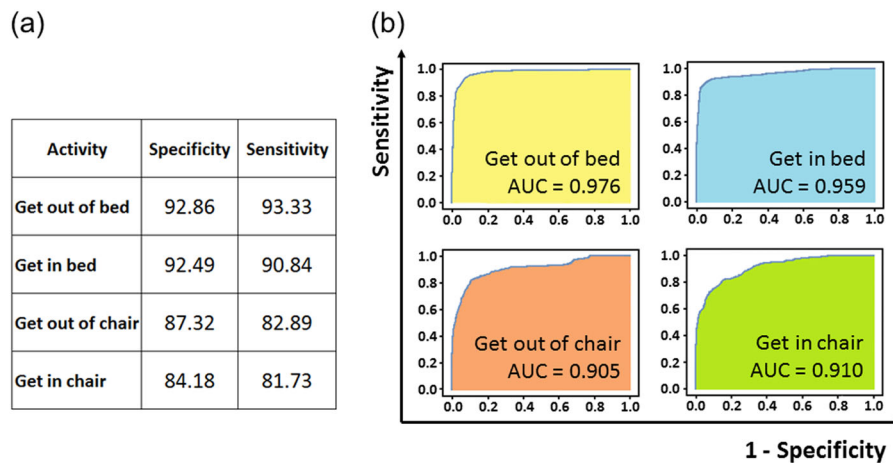 (a)
Activity Specificity Sensitivity
Get out of bed 92.86 93.33
Get in bed 92.49 90.84
Get out of chair 87.32 82.89
Get in chair 84.18 81.73
(b)
Sensitivity
1.0
0.8
0.6
0.4
0.2
0.0
Get out of bed
AUC = 0.976
0.0 0.2 0.4 0.6 0.8 1.0
1.0
0.8
0.6
0.4
0.2
0.0
Get in bed
AUC = 0.959
0.0 0.2 0.4 0.6 0.8 1.0
1.0
0.8
0.6
0.4
0.2
0.0
Get out of chair
AUC = 0.905
0.0 0.2 0.4 0.6 0.8 1.0
1.0
0.8
0.6
0.4
0.2
0.0
Get in chair
AUC = 0.910
0.0 0.2 0.4 0.6 0.8 1.0
1 - Specificity